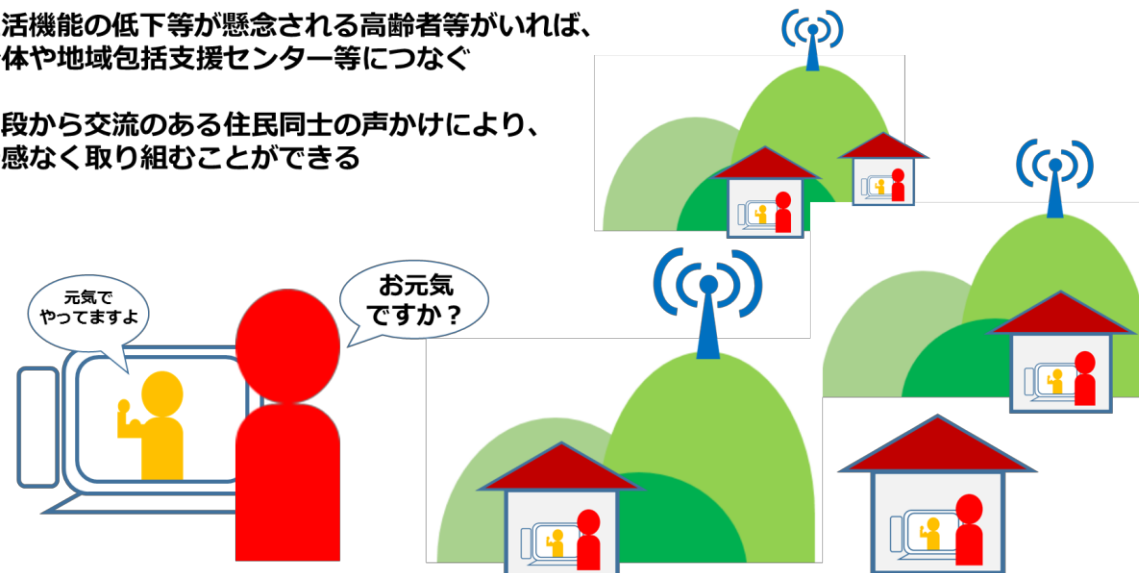 活機能の低下等が懸念される高齢者等がいれば、
体や地域包括支援センター等につなぐ
段から交流のある住民同士の声かけにより、
感なく取り組むことができる
元気で
やってますよ
お元気
ですか？